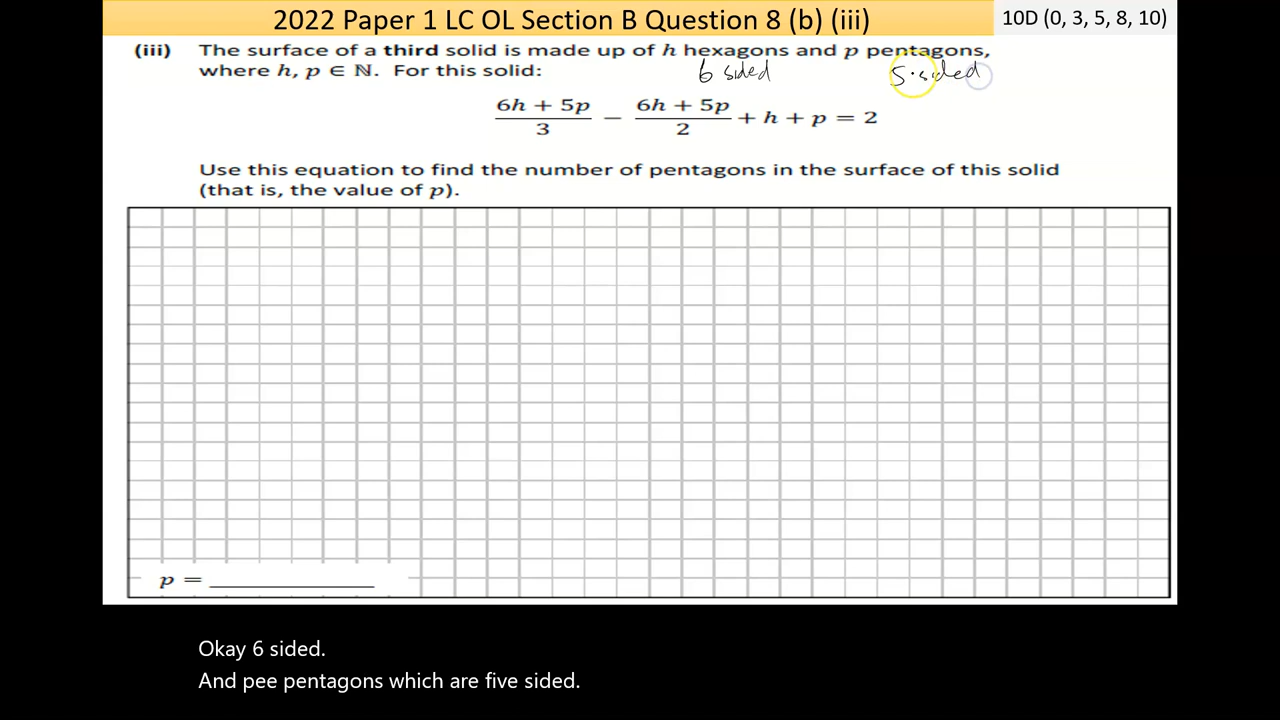 2022 Paper 1 LC OL Section B Question 8 (b) (iii)
10D (0, 3, 5, 8, 10)
(iii) The surface of a third solid is made up of h hexagons and p pentagons,
where h, p ∈ ℕ. For this solid:
6 sided 5 sided
(6h + 5p)/3 − (6h + 5p)/2 + h + p = 2
Use this equation to find the number of pentagons in the surface of this solid
(that is, the value of p).
p = ____________
Okay 6 sided.
And pee pentagons which are five sided.